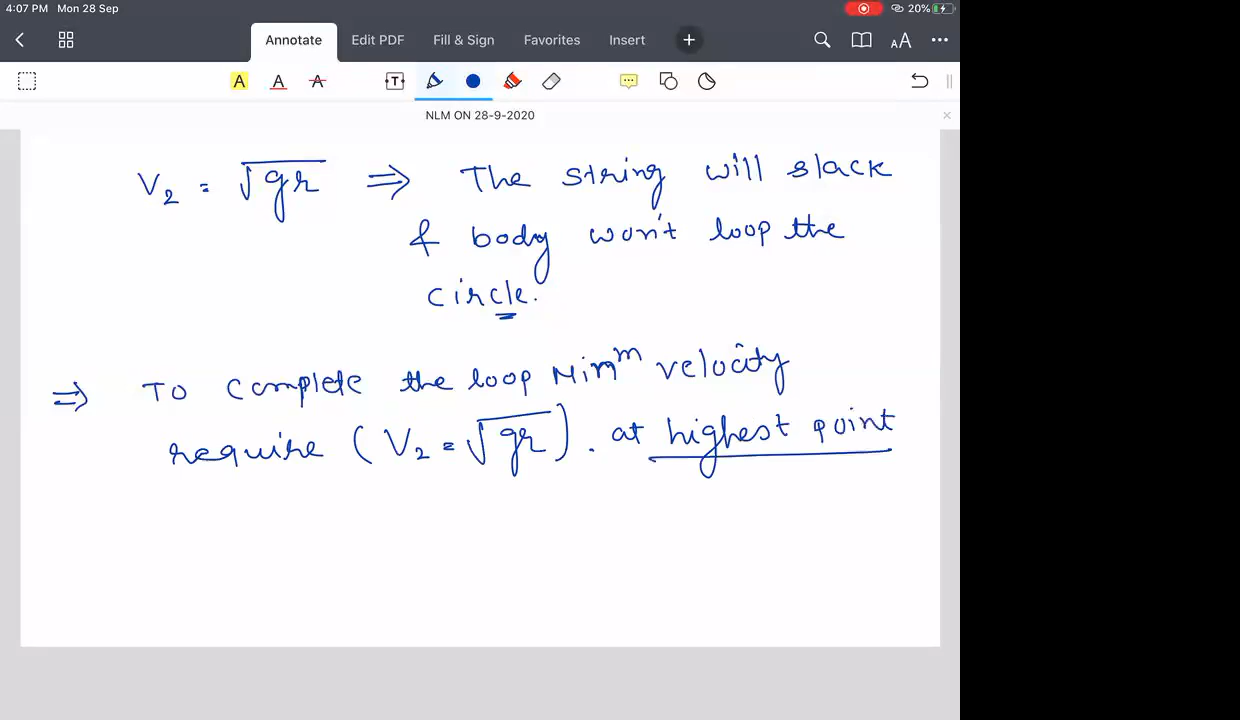 4:07 PM Mon 28 Sep 20%
Annotate Edit PDF Fill & Sign Favorites Insert
NLM ON 28-9-2020
V₂ = √gr ⇒ The string will slack
& body won't loop the
circle.
⇒ To complete the loop Minᵐ velocity
require (V₂ = √gr). at highest point